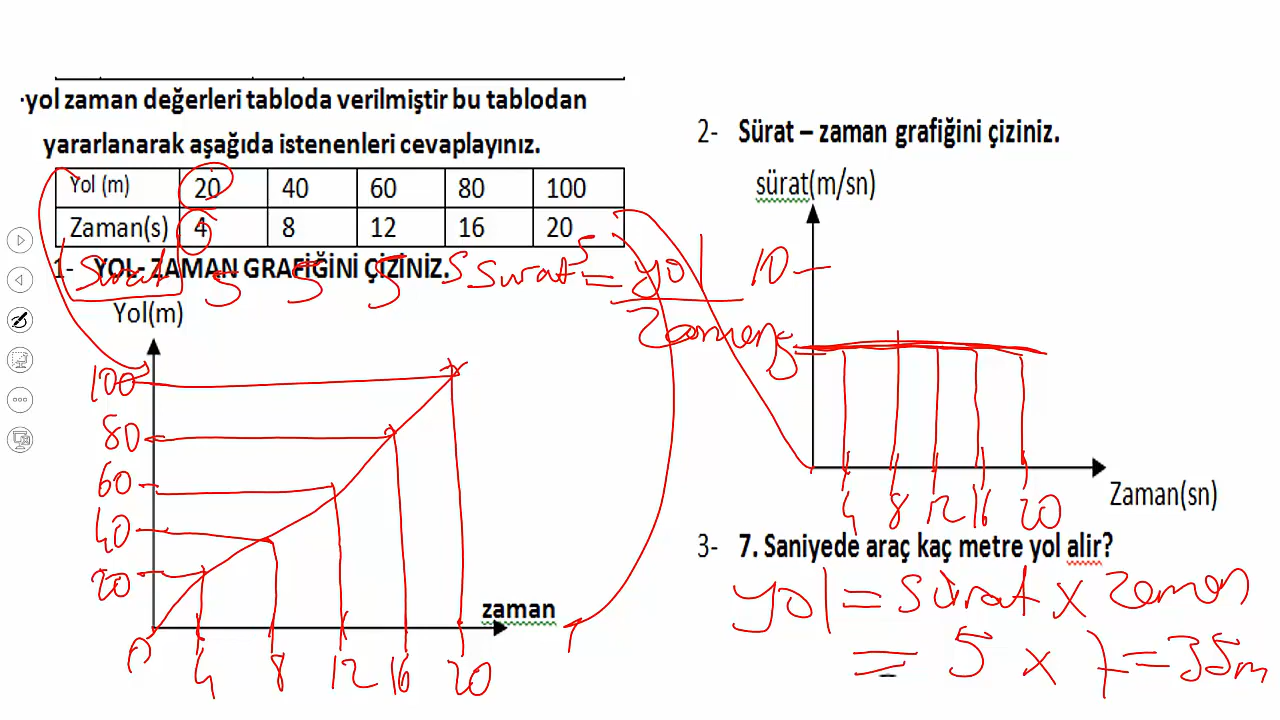 ·yol zaman değerleri tabloda verilmiştir bu tablodan
yararlanarak aşağıda istenenleri cevaplayınız.
Yol (m) 20 40 60 80 100
Zaman(s) 4 8 12 16 20
1- YOL- ZAMAN GRAFİĞİNİ ÇİZİNİZ.
Sürat 5 5 5 5 5
Sürat = yol
Zaman
Yol(m)
100
80
60
40
20
0 4 8 12 16 20
zaman
2- Sürat – zaman grafiğini çiziniz.
sürat(m/sn)
10
5
4 8 12 16 20
Zaman(sn)
3- 7. Saniyede araç kaç metre yol alir?
yol = sürat x zaman
= 5 x 7 = 35m